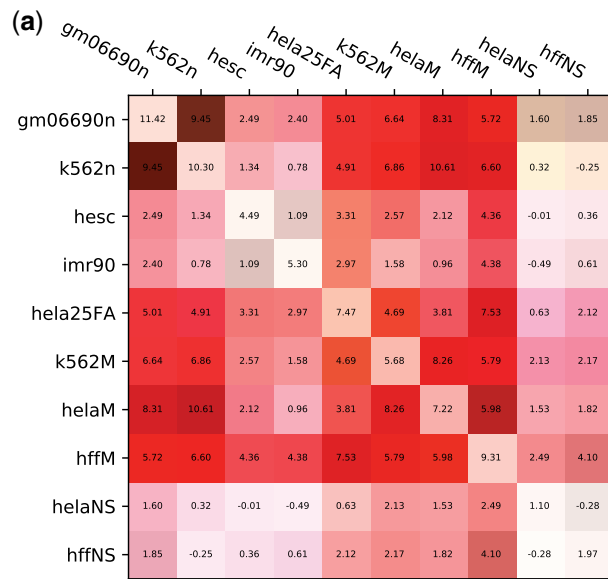 (a)
gm06690n k562n hesc imr90 hela25FA k562M helaM hffM helaNS hffNS
gm06690n 11.42 9.45 2.49 2.40 5.01 6.64 8.31 5.72 1.60 1.85
k562n 9.45 10.30 1.34 0.78 4.91 6.86 10.61 6.60 0.32 -0.25
hesc 2.49 1.34 4.49 1.09 3.31 2.57 2.12 4.36 -0.01 0.36
imr90 2.40 0.78 1.09 5.30 2.97 1.58 0.96 4.38 -0.49 0.61
hela25FA 5.01 4.91 3.31 2.97 7.47 4.69 3.81 7.53 0.63 2.12
k562M 6.64 6.86 2.57 1.58 4.69 5.68 8.26 5.79 2.13 2.17
helaM 8.31 10.61 2.12 0.96 3.81 8.26 7.22 5.98 1.53 1.82
hffM 5.72 6.60 4.36 4.38 7.53 5.79 5.98 9.31 2.49 4.10
helaNS 1.60 0.32 -0.01 -0.49 0.63 2.13 1.53 2.49 1.10 -0.28
hffNS 1.85 -0.25 0.36 0.61 2.12 2.17 1.82 4.10 -0.28 1.97